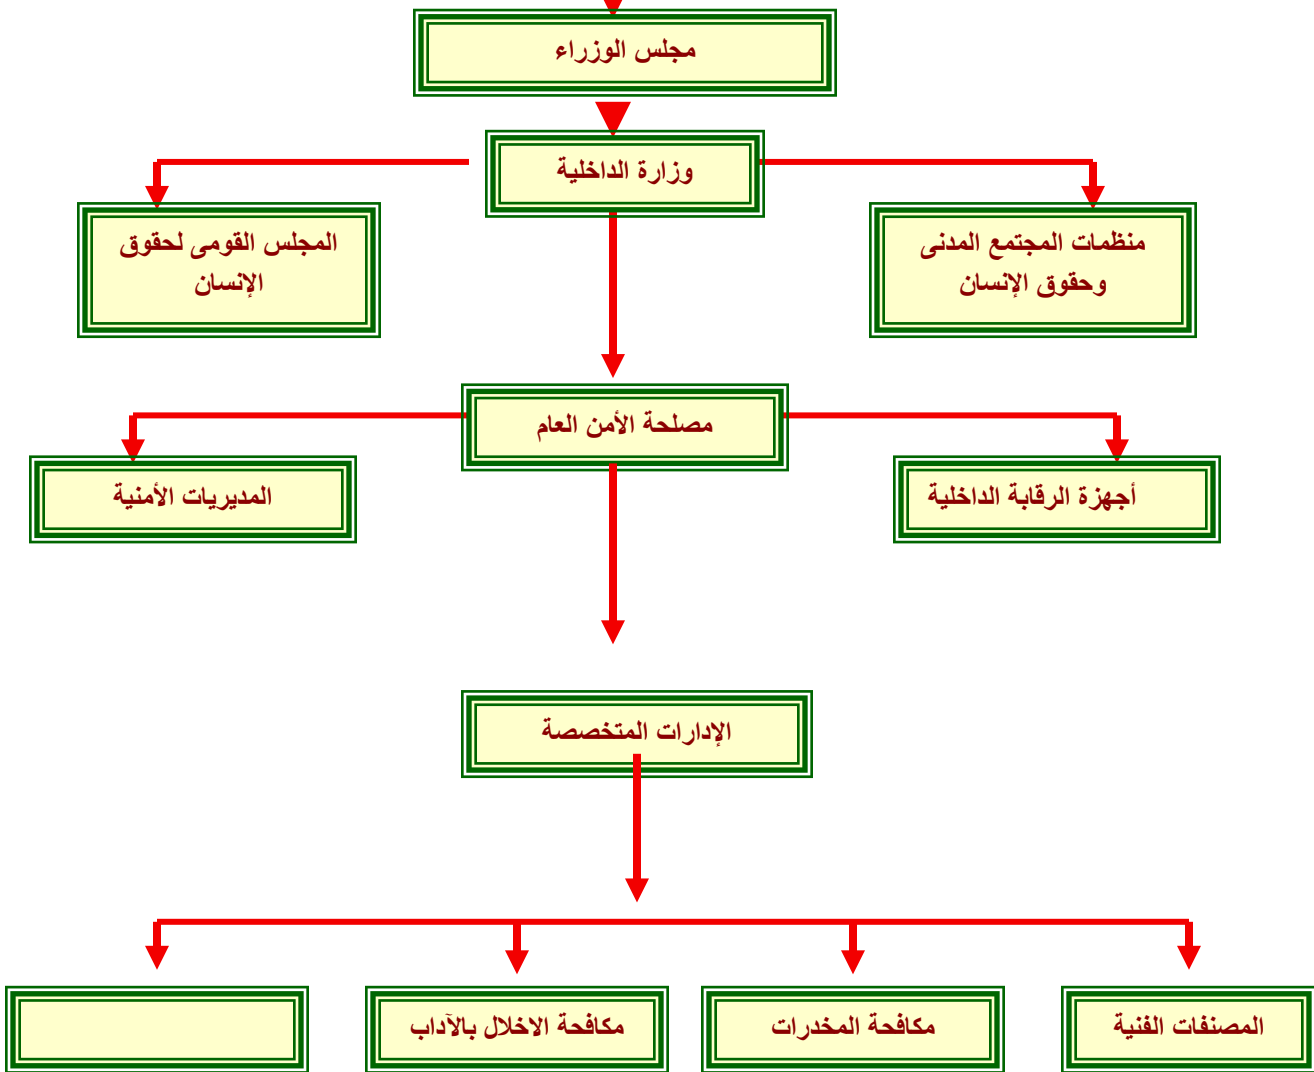 مجلس الوزراء
وزارة الداخلية
منظمات المجتمع المدنى
وحقوق الإنسان
المجلس القومى لحقوق
الإنسان
مصلحة الأمن العام
أجهزة الرقابة الداخلية
المديريات الأمنية
الإدارات المتخصصة
المصنفات الفنية
مكافحة المخدرات
مكافحة الاخلال بالآداب